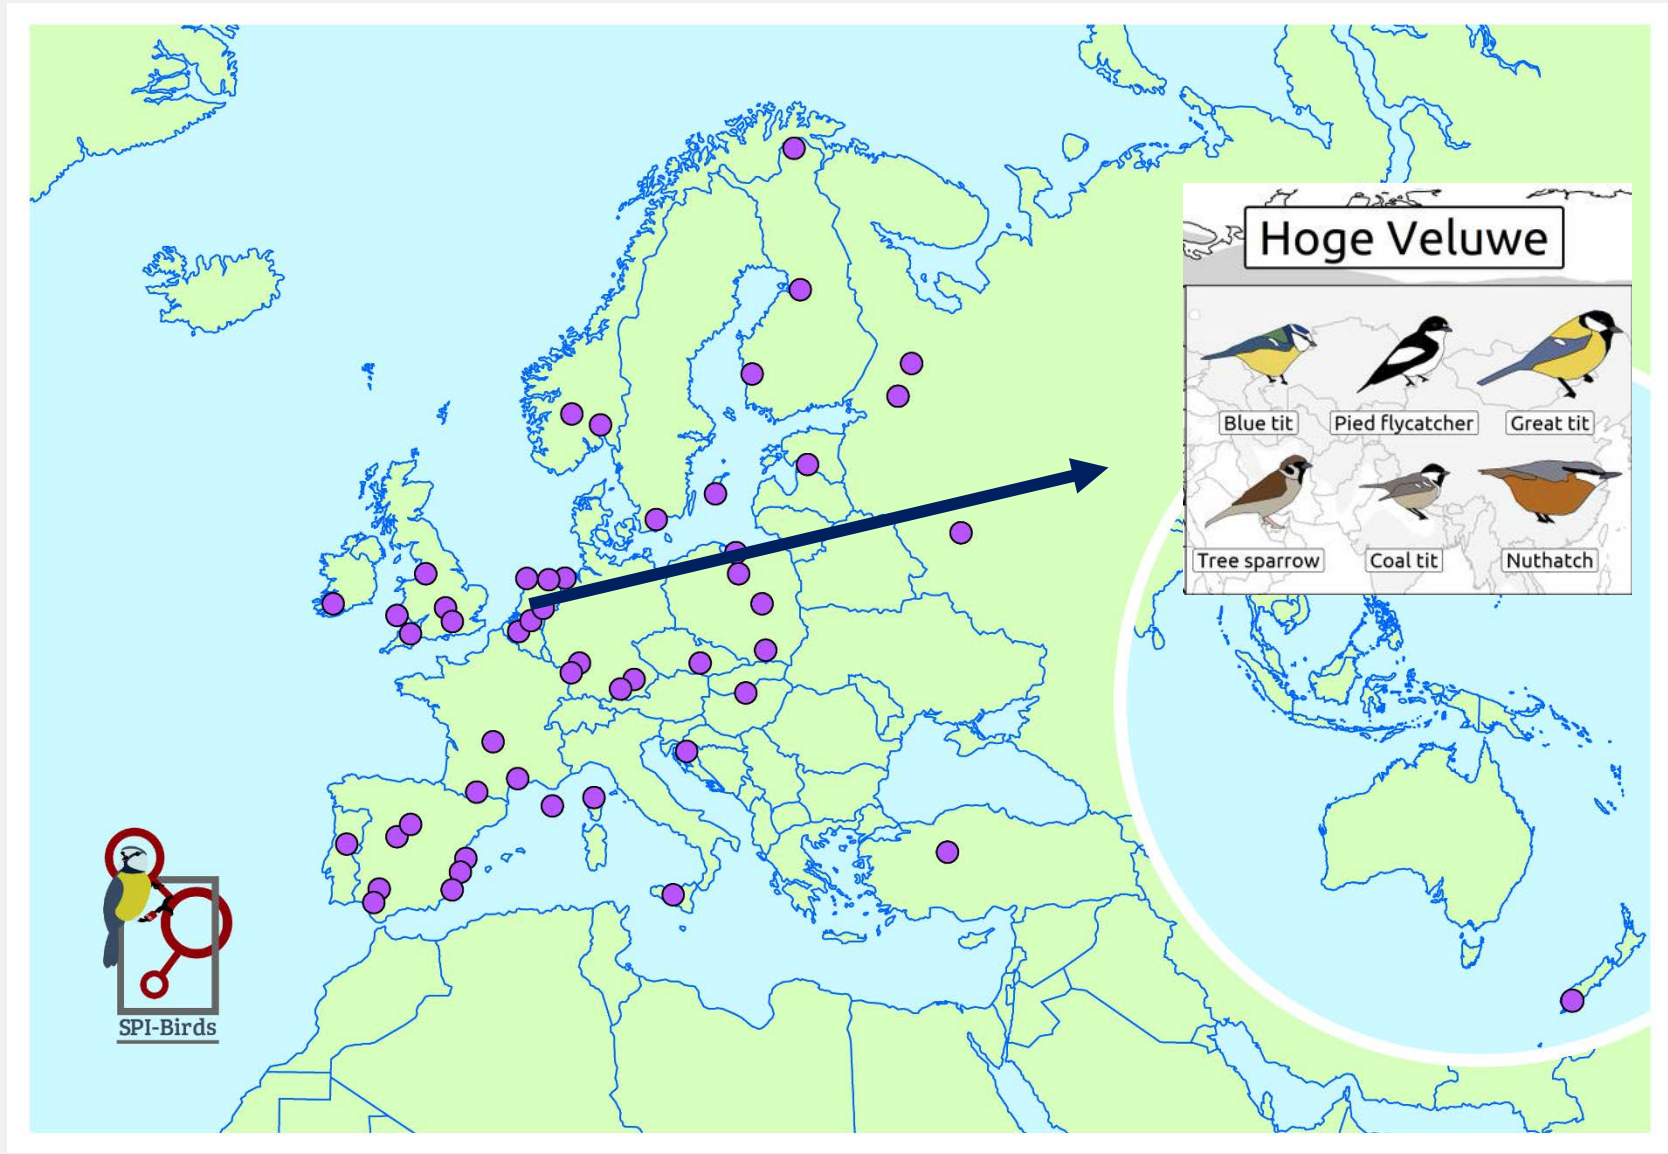 Hoge Veluwe
Blue tit Pied flycatcher Great tit
Tree sparrow Coal tit Nuthatch
SPI-Birds